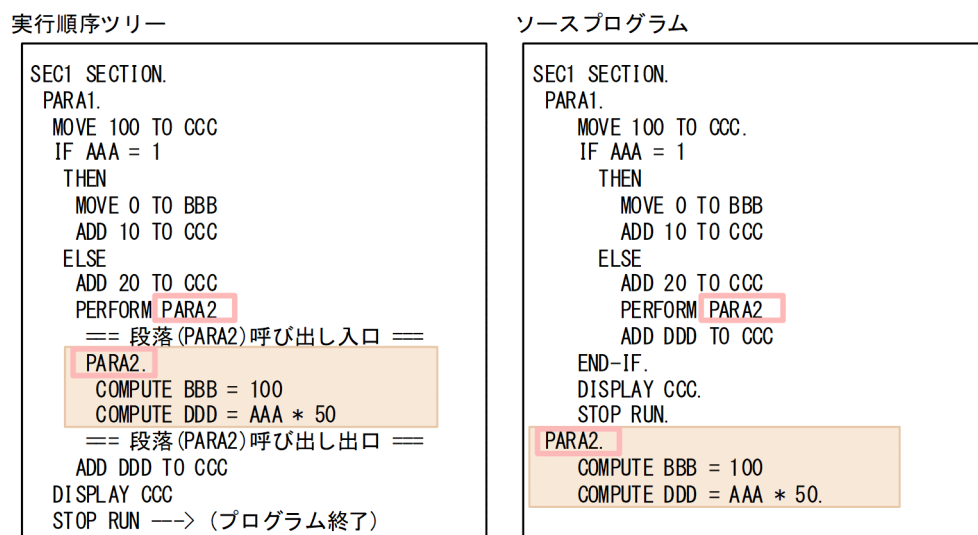 実行順序ツリー
SEC1 SECTION.
PARA1.
MOVE 100 TO CCC
IF AAA = 1
THEN
MOVE 0 TO BBB
ADD 10 TO CCC
ELSE
ADD 20 TO CCC
PERFORM PARA2
=== 段落(PARA2)呼び出し入口 ===
PARA2.
COMPUTE BBB = 100
COMPUTE DDD = AAA * 50
=== 段落(PARA2)呼び出し出口 ===
ADD DDD TO CCC
DISPLAY CCC
STOP RUN ---> (プログラム終了)
ソースプログラム
SEC1 SECTION.
PARA1.
MOVE 100 TO CCC.
IF AAA = 1
THEN
MOVE 0 TO BBB
ADD 10 TO CCC
ELSE
ADD 20 TO CCC
PERFORM PARA2
ADD DDD TO CCC
END-IF.
DISPLAY CCC.
STOP RUN.
PARA2.
COMPUTE BBB = 100
COMPUTE DDD = AAA * 50.